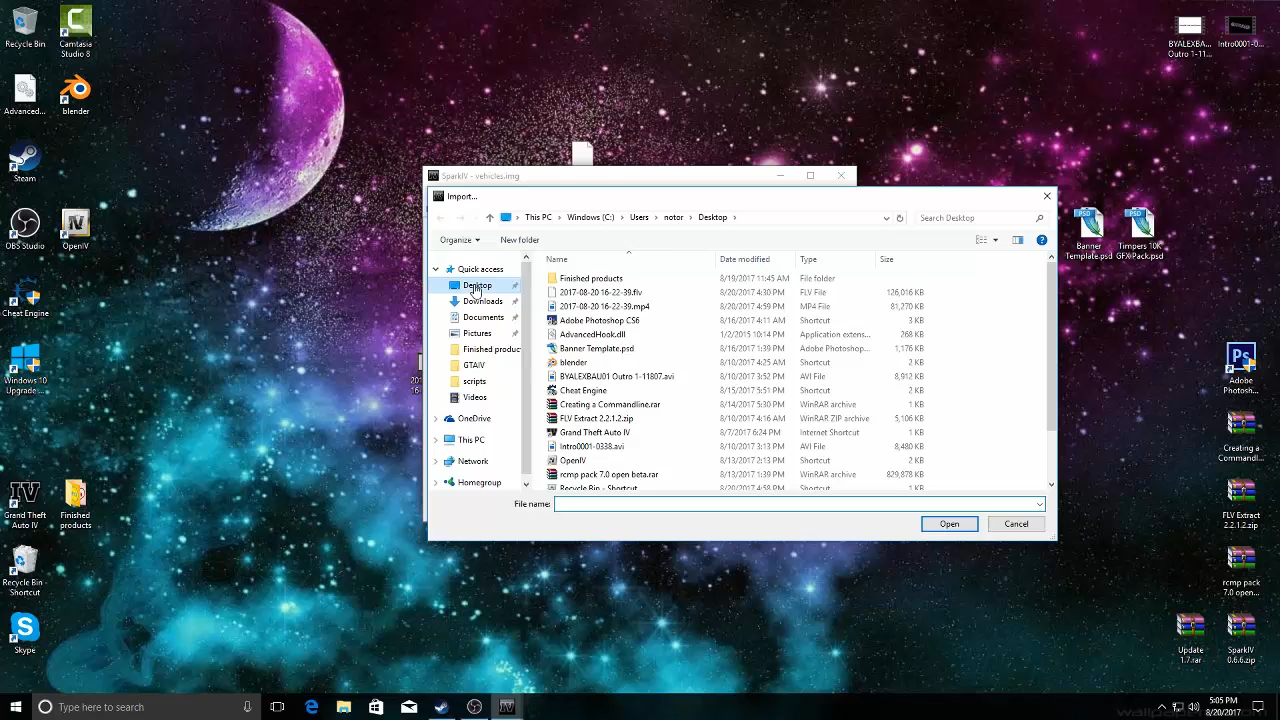 Recycle Bin
Camtasia
Studio 8
Advanced...
blender
Steam
OBS Studio
OpenIV
Cheat Engine
Windows 10
Upgrade ...
Grand Theft
Auto IV
Finished
products
Recycle Bin -
Shortcut
Skype
BYALEXBA...
Outro 1-11...
Intro0001-0...
Banner
Template.psd
Timpers 10K
GFX Pack.psd
Adobe
Photosh...
Creating a
Commandl...
FLV Extract
2.2.1.2.zip
rcmp pack
7.0 open...
Update
1.7.rar
SparkIV
0.6.6.zip
SparkIV - vehicles.img
Import...
This PC > Windows (C:) > Users > notor > Desktop >
Search Desktop
Organize
New folder
Quick access
Desktop
Downloads
Documents
Pictures
Finished produc
GTAIV
scripts
Videos
OneDrive
This PC
Network
Homegroup
Name Date modified Type Size
Finished products 8/19/2017 11:45 AM File folder
2017-08-20 16-22-39.flv 8/20/2017 4:30 PM FLV File 126,016 KB
2017-08-20 16-22-39.mp4 8/20/2017 4:59 PM MP4 File 81,270 KB
Adobe Photoshop CS6 8/16/2017 4:11 AM Shortcut 3 KB
AdvancedHook.dll 1/2/2015 10:14 PM Application extens... 268 KB
Banner Template.psd 8/16/2017 1:39 PM Adobe Photoshop... 1,176 KB
blender 8/10/2017 4:25 AM Shortcut 2 KB
BYALEXBAU01 Outro 1-11807.avi 8/10/2017 3:52 PM AVI File 8,912 KB
Cheat Engine 8/15/2017 5:51 PM Shortcut 2 KB
Creating a Commandline.rar 8/14/2017 5:30 PM WinRAR archive 1 KB
FLV Extract 2.2.1.2.zip 8/10/2017 4:16 AM WinRAR ZIP archive 5,106 KB
Grand Theft Auto IV 8/7/2017 6:24 PM Internet Shortcut 1 KB
Intro0001-0338.avi 8/10/2017 3:13 PM AVI File 8,480 KB
OpenIV 8/13/2017 2:13 PM Shortcut 2 KB
rcmp pack 7.0 open beta.rar 8/13/2017 1:39 PM WinRAR archive 829,878 KB
Recycle Bin - Shortcut 8/20/2017 4:58 PM Shortcut 1 KB
File name:
Open
Cancel
Type here to search
5:05 PM
8/20/2017